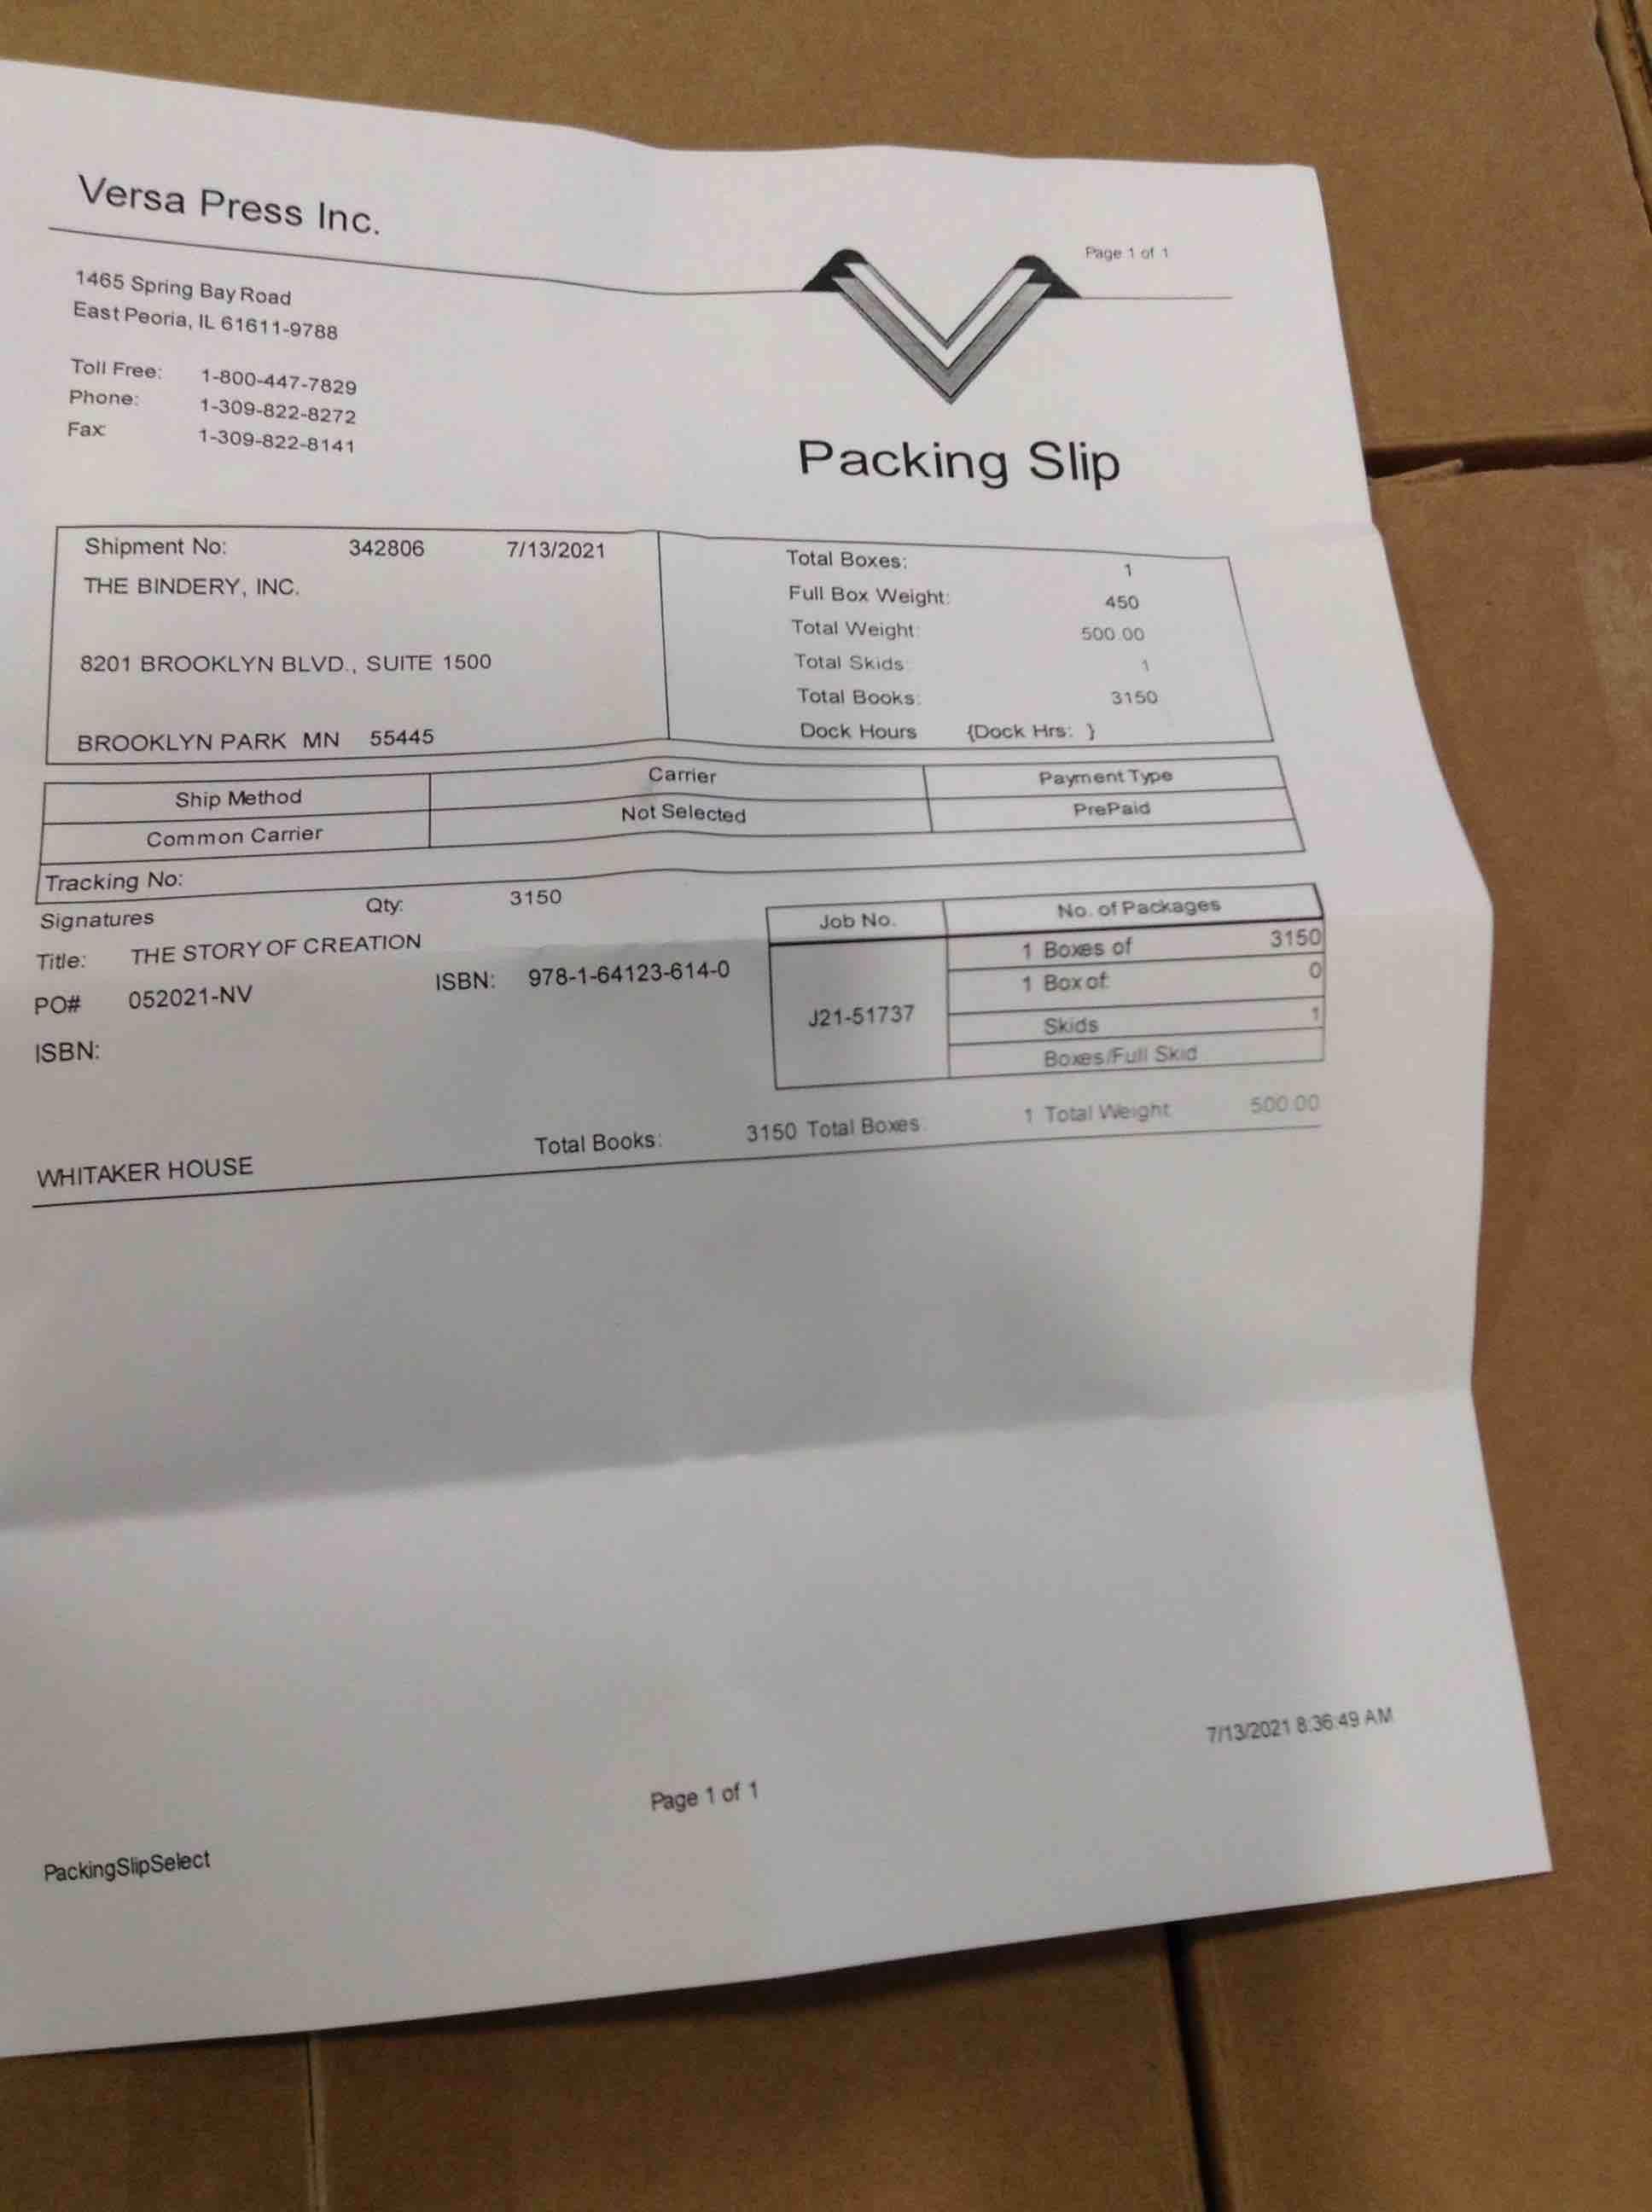 Versa Press Inc.
Page 1 of 1
1465 Spring Bay Road
East Peoria, IL 61611-9788
Toll Free: 1-800-447-7829
Phone: 1-309-822-8272
Fax: 1-309-822-8141
Packing Slip
Shipment No: 342806 7/13/2021
THE BINDERY, INC.
8201 BROOKLYN BLVD., SUITE 1500
BROOKLYN PARK MN 55445
Total Boxes: 1
Full Box Weight: 450
Total Weight: 500.00
Total Skids 1
Total Books: 3150
Dock Hours {Dock Hrs: }
Ship Method Carrier Payment Type
Common Carrier Not Selected PrePaid
Tracking No:
Signatures Qty: 3150
Title: THE STORY OF CREATION
PO# 052021-NV ISBN: 978-1-64123-614-0
ISBN:
Job No. No. of Packages
J21-51737
1 Boxes of 3150
1 Box of: 0
Skids 1
Boxes/Full Skid
WHITAKER HOUSE Total Books: 3150 Total Boxes: 1 Total Weight: 500.00
7/13/2021 8:36:49 AM
Page 1 of 1
PackingSlipSelect